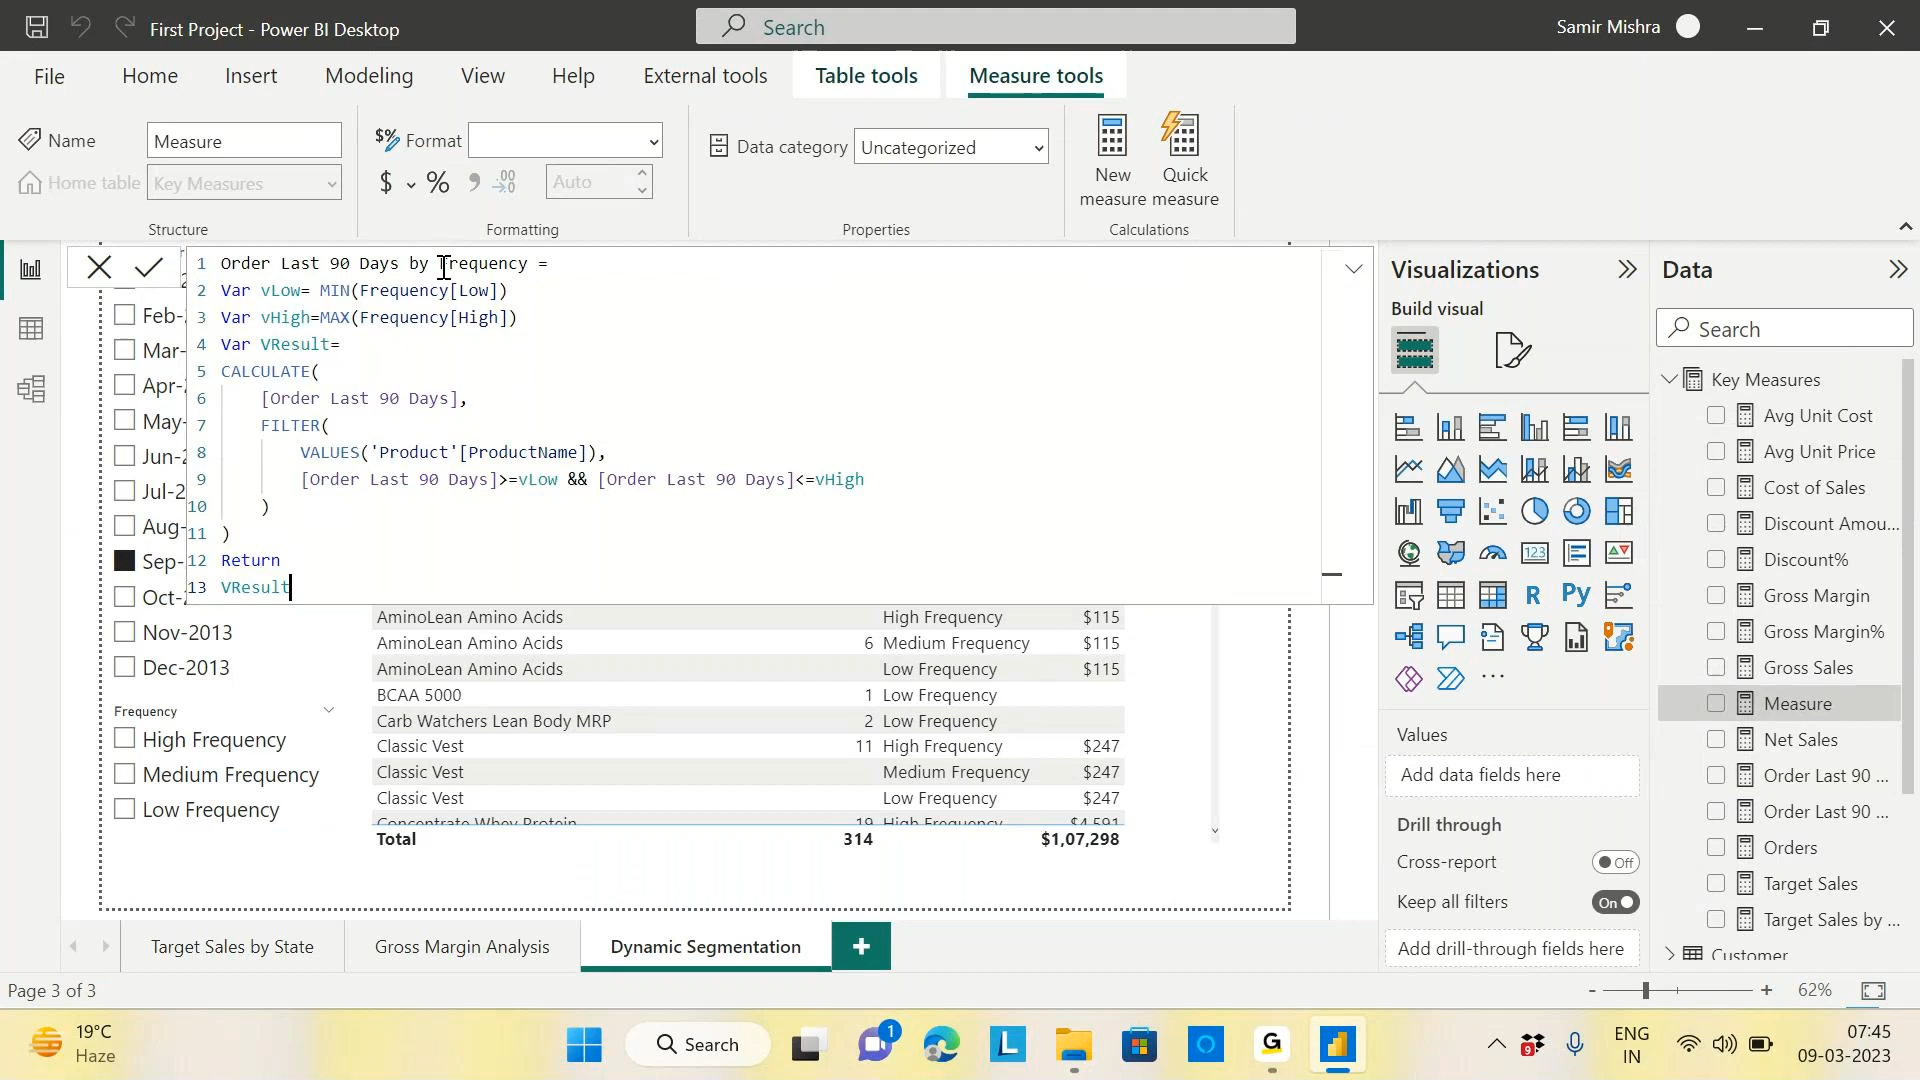 First Project - Power BI Desktop
Search
Samir Mishra
File
Home
Insert
Modeling
View
Help
External tools
Table tools
Measure tools
Name
Measure
Home table
Key Measures
Structure
$% Format
$
%
Auto
Formatting
Data category
Uncategorized
Properties
New measure
Quick measure
Calculations
1 Order Last 90 Days by Frequency =
2 Var vLow= MIN(Frequency[Low])
3 Var vHigh=MAX(Frequency[High])
4 Var VResult=
5 CALCULATE(
6 [Order Last 90 Days],
7 FILTER(
8 VALUES('Product'[ProductName]),
9 [Order Last 90 Days]>=vLow && [Order Last 90 Days]<=vHigh
10 )
11 )
12 Return
13 VResult
Feb-
Mar-
Apr-
May-
Jun-
Jul-2
Aug-
Sep-
Oct-
Nov-2013
Dec-2013
Frequency
High Frequency
Medium Frequency
Low Frequency
AminoLean Amino Acids High Frequency $115
AminoLean Amino Acids 6 Medium Frequency $115
AminoLean Amino Acids Low Frequency $115
BCAA 5000 1 Low Frequency
Carb Watchers Lean Body MRP 2 Low Frequency
Classic Vest 11 High Frequency $247
Classic Vest Medium Frequency $247
Classic Vest Low Frequency $247
Concentrate Whey Protein 19 High Frequency $4,591
Total 314 $1,07,298
Visualizations
Build visual
123
R
Py
Values
Add data fields here
Drill through
Cross-report
Off
Keep all filters
On
Add drill-through fields here
Data
Search
Key Measures
Avg Unit Cost
Avg Unit Price
Cost of Sales
Discount Amou...
Discount%
Gross Margin
Gross Margin%
Gross Sales
Measure
Net Sales
Order Last 90 ...
Order Last 90 ...
Orders
Target Sales
Target Sales by ...
Customer
Target Sales by State
Gross Margin Analysis
Dynamic Segmentation
Page 3 of 3
62%
19°C
Haze
Search
1
L
G
9
ENG
IN
07:45
09-03-2023